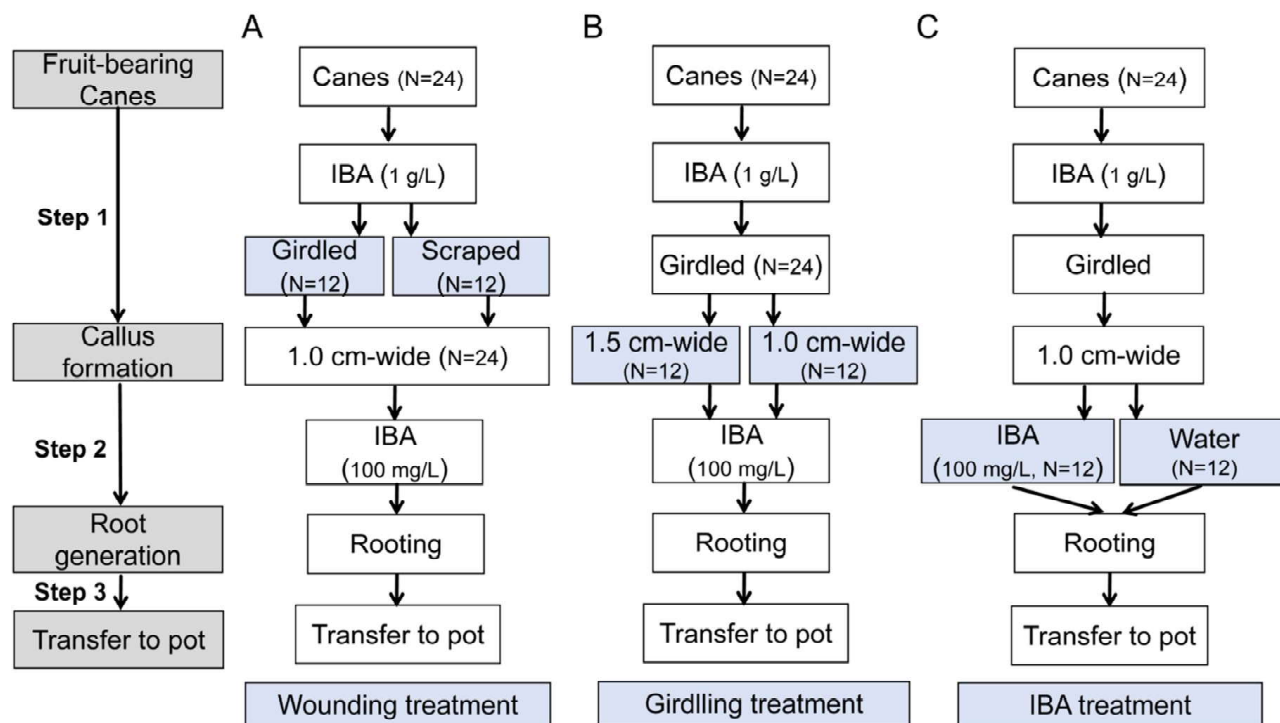 Fruit-bearing
Canes
Step 1
Callus
formation
Step 2
Root
generation
Step 3
Transfer to pot
A
Canes (N=24)
IBA (1 g/L)
Girdled
(N=12)
Scraped
(N=12)
1.0 cm-wide (N=24)
IBA
(100 mg/L)
Rooting
Transfer to pot
Wounding treatment
B
Canes (N=24)
IBA (1 g/L)
Girdled (N=24)
1.5 cm-wide
(N=12)
1.0 cm-wide
(N=12)
IBA
(100 mg/L)
Rooting
Transfer to pot
Girdlling treatment
C
Canes (N=24)
IBA (1 g/L)
Girdled
1.0 cm-wide
IBA
(100 mg/L, N=12)
Water
(N=12)
Rooting
Transfer to pot
IBA treatment